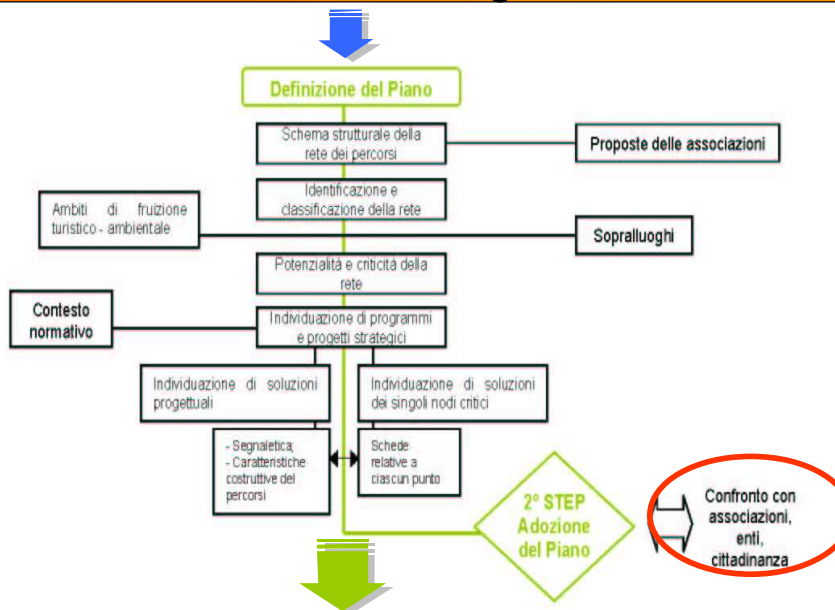 Definizione del Piano
Schema strutturale della
rete dei percorsi
Proposte delle associazioni
Identificazione e
classificazione della rete
Ambiti di fruizione
turistico - ambientale
Sopralluoghi
Potenzialità e criticità della
rete
Contesto
normativo
Individuazione di programmi
e progetti strategici
Individuazione di soluzioni
progettuali
Individuazione di soluzioni
dei singoli nodi critici
- Segnaletica;
- Caratteristiche
costruttive dei
percorsi
Schede
relative a
ciascun punto
2° STEP
Adozione
del Piano
Confronto con
associazioni,
enti,
cittadinanza